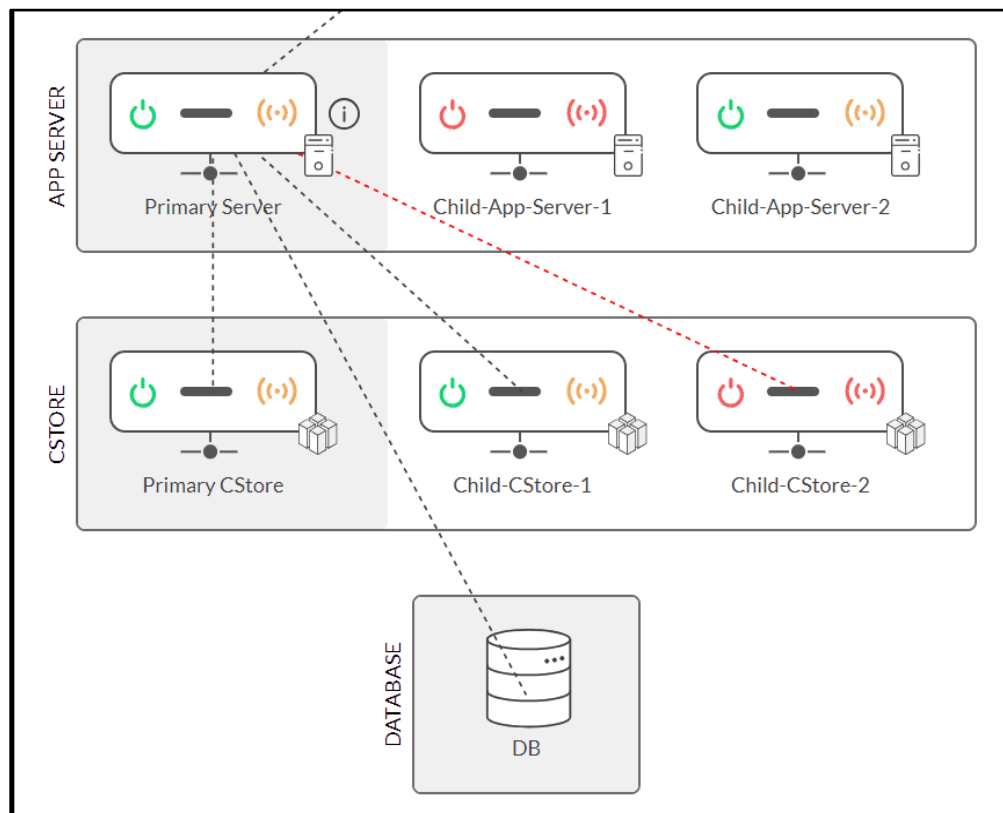 APP SERVER
Primary Server
Child-App-Server-1
Child-App-Server-2
CSTORE
Primary CStore
Child-CStore-1
Child-CStore-2
DATABASE
DB